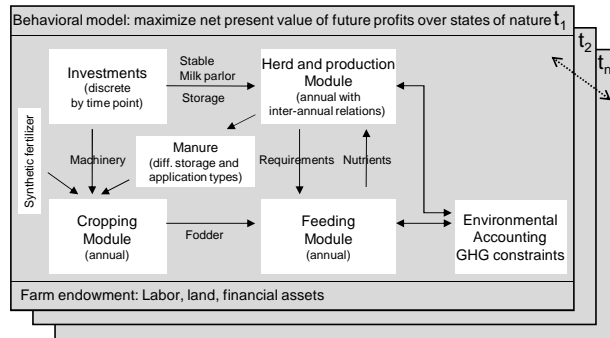 Behavioral model: maximize net present value of future profits over states of nature t1
t2
tn
Investments
(discrete
by time point)
Stable
Milk parlor
Storage
Herd and production
Module
(annual with
inter-annual relations)
Synthetic fertilizer
Machinery
Manure
(diff. storage and
application types)
Requirements
Nutrients
Cropping
Module
(annual)
Fodder
Feeding
Module
(annual)
Environmental
Accounting
GHG constraints
Farm endowment: Labor, land, financial assets